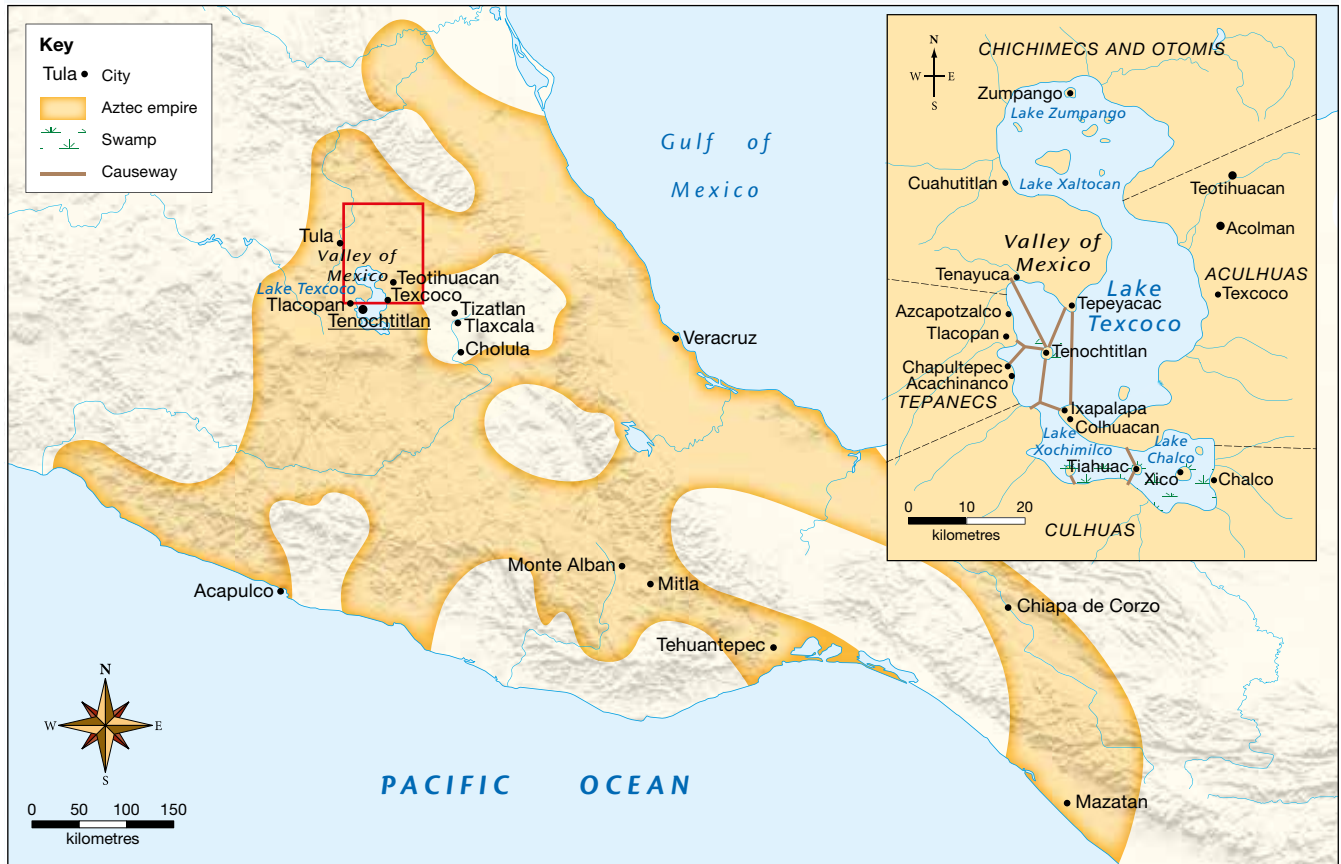 Key
Tula
City
Aztec empire
Swamp
Causeway
Gulf of
Mexico
Tula
Valley of
Mexico
Teotihuacan
Lake Texcoco
Texcoco
Tlacopan
Tenochtitlan
Tizatlan
Tlaxcala
Cholula
Veracruz
Monte Alban
Mitla
Acapulco
Tehuantepec
Chiapa de Corzo
Mazatan
PACIFIC OCEAN
N
W
E
S
0 50 100 150
kilometres
N
W
E
S
CHICHIMECS AND OTOMIS
Zumpango
Lake Zumpango
Cuahutitlan
Lake Xaltocan
Teotihuacan
Acolman
Valley of
Mexico
Tenayuca
ACULHUAS
Texcoco
Lake
Texcoco
Tepeyacac
Azcapotzalco
Tlacopan
Tenochtitlan
Chapultepec
Acachinanco
TEPANECS
Ixapalapa
Colhuacan
Lake
Xochimilco
Lake
Chalco
Tiahuac
Xico
Chalco
0 10 20
kilometres
CULHUAS